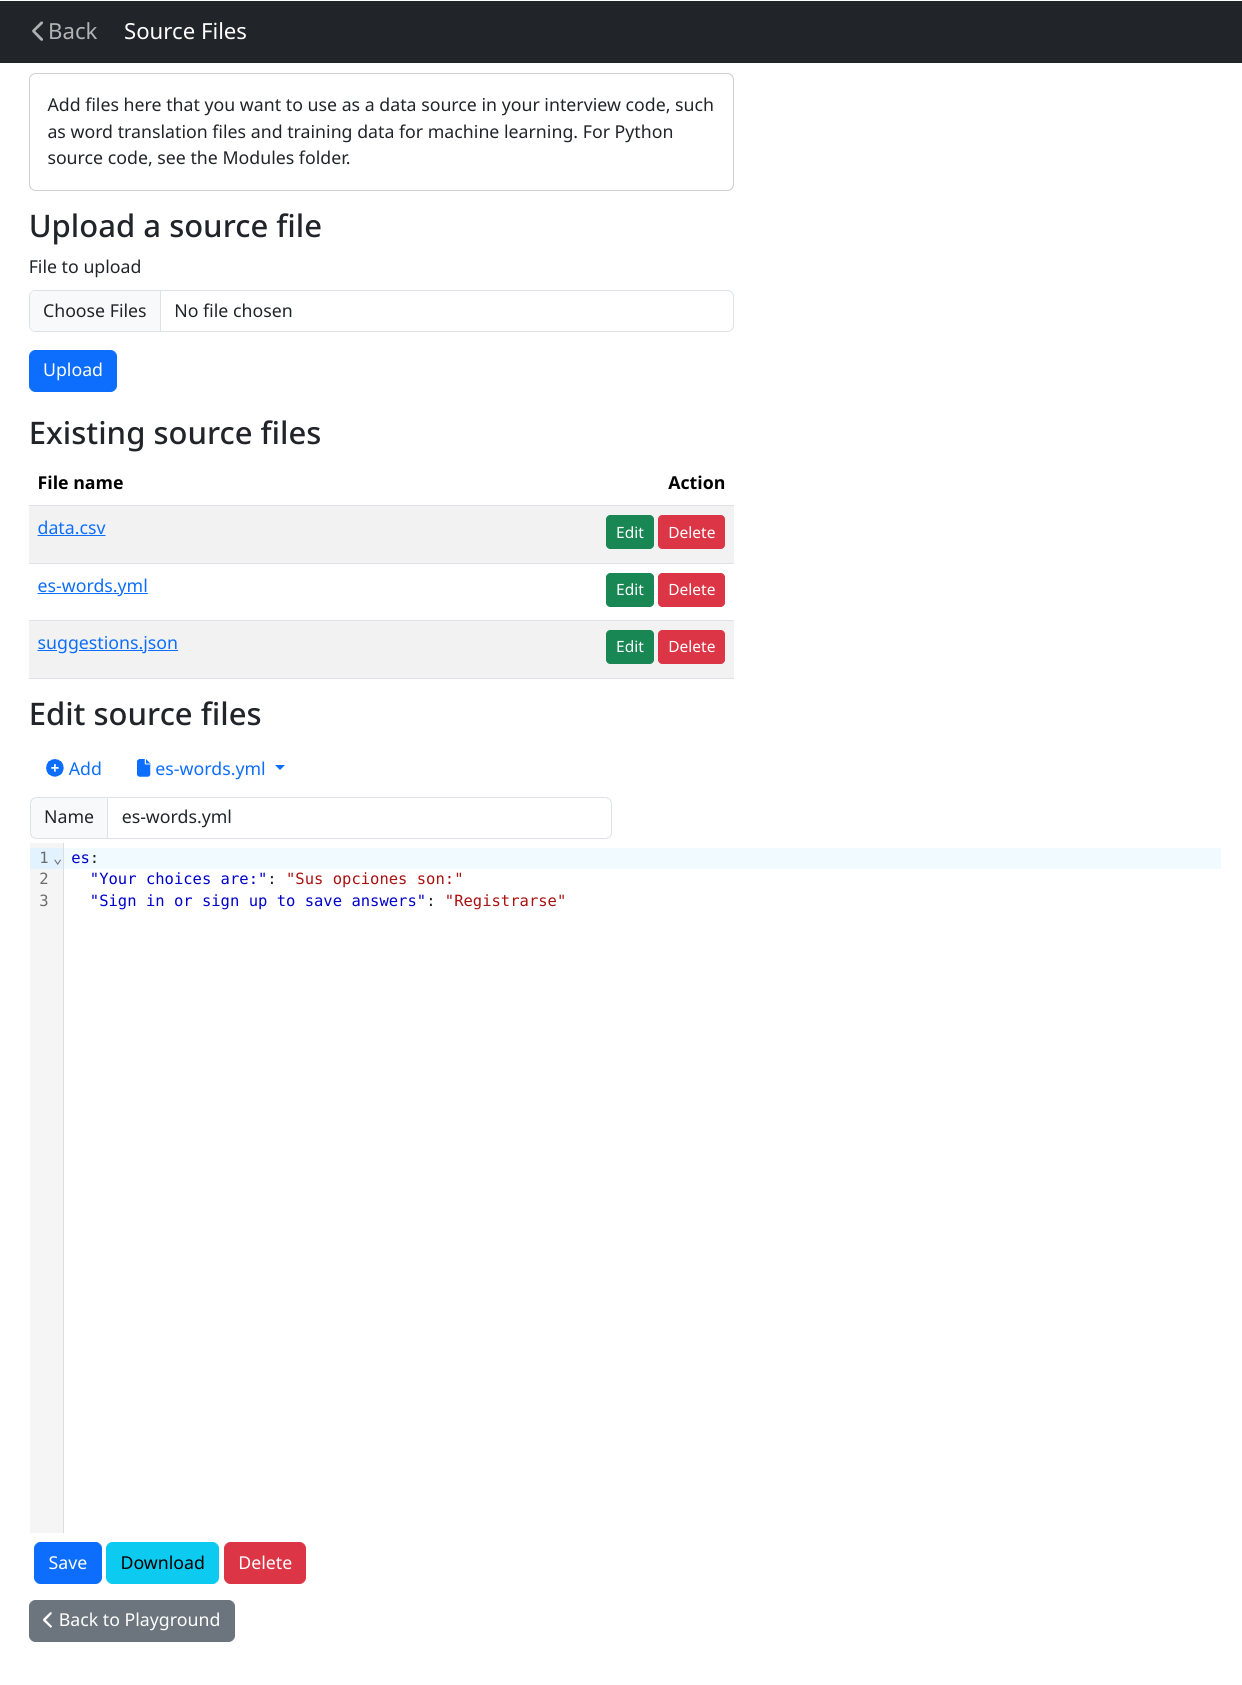 Back Source Files
Add files here that you want to use as a data source in your interview code, such
as word translation files and training data for machine learning. For Python
source code, see the Modules folder.
Upload a source file
File to upload
Choose Files No file chosen
Upload
Existing source files
File name Action
data.csv Edit Delete
es-words.yml Edit Delete
suggestions.json Edit Delete
Edit source files
Add es-words.yml
Name es-words.yml
1 es:
2 "Your choices are:": "Sus opciones son:"
3 "Sign in or sign up to save answers": "Registrarse"
Save Download Delete
Back to Playground